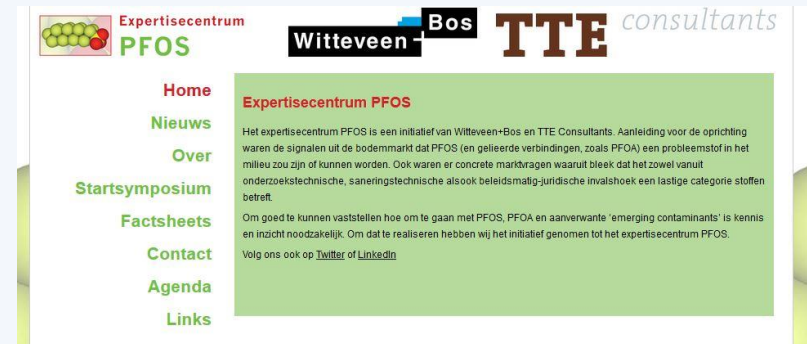 Expertisecentrum
PFOS
Witteveen
Bos
TTE consultants
Home
Nieuws
Over
Startsymposium
Factsheets
Contact
Agenda
Links
Expertisecentrum PFOS
Het expertisecentrum PFOS is een initiatief van Witteveen+Bos en TTE Consultants. Aanleiding voor de oprichting
waren de signalen uit de bodemmarkt dat PFOS (en gelieerde verbindingen, zoals PFOA) een probleemstof in het
milieu zou zijn of kunnen worden. Ook waren er concrete marktvragen waaruit bleek dat het zowel vanuit
onderzoekstechnische, saneringstechnische alsook beleidsmatig-juridische invalshoek een lastige categorie stoffen
betreft.
Om goed te kunnen vaststellen hoe om te gaan met PFOS, PFOA en aanverwante 'emerging contaminants' is kennis
en inzicht noodzakelijk. Om dat te realiseren hebben wij het initiatief genomen tot het expertisecentrum PFOS.
Volg ons ook op Twitter of LinkedIn